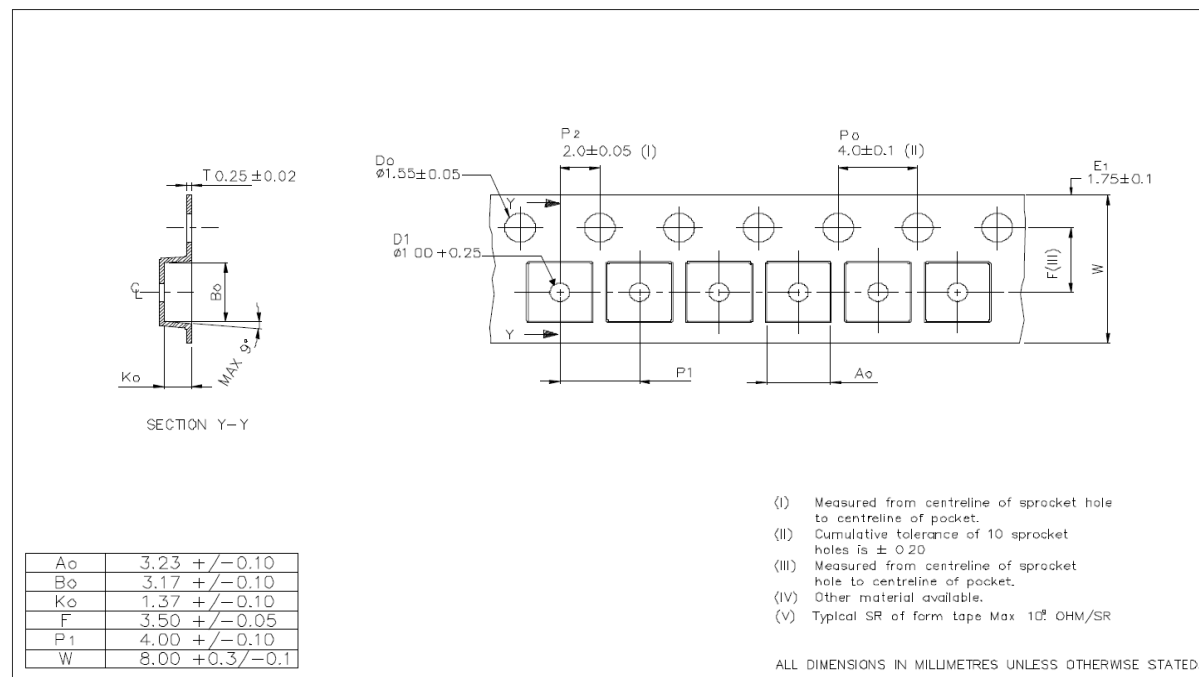 P2
2.0±0.05 (I)
Po
4.0±0.1 (II)
E1
1.75±0.1
Do
ø1.55±0.05
T 0.25±0.02
Y
D1
ø1.00 +0.25
F(III)
W
Bo
Y
MAX 9°
Ko
P1
Ao
SECTION Y-Y
(I) Measured from centreline of sprocket hole
to centreline of pocket.
(II) Cumulative tolerance of 10 sprocket
holes is ± 0.20
(III) Measured from centreline of sprocket
hole to centreline of pocket.
(IV) Other material available.
(V) Typical SR of form tape Max 10⁹ OHM/SR
Ao 3.23 +/-0.10
Bo 3.17 +/-0.10
Ko 1.37 +/-0.10
F 3.50 +/-0.05
P1 4.00 +/-0.10
W 8.00 +0.3/-0.1
ALL DIMENSIONS IN MILLIMETRES UNLESS OTHERWISE STATED.